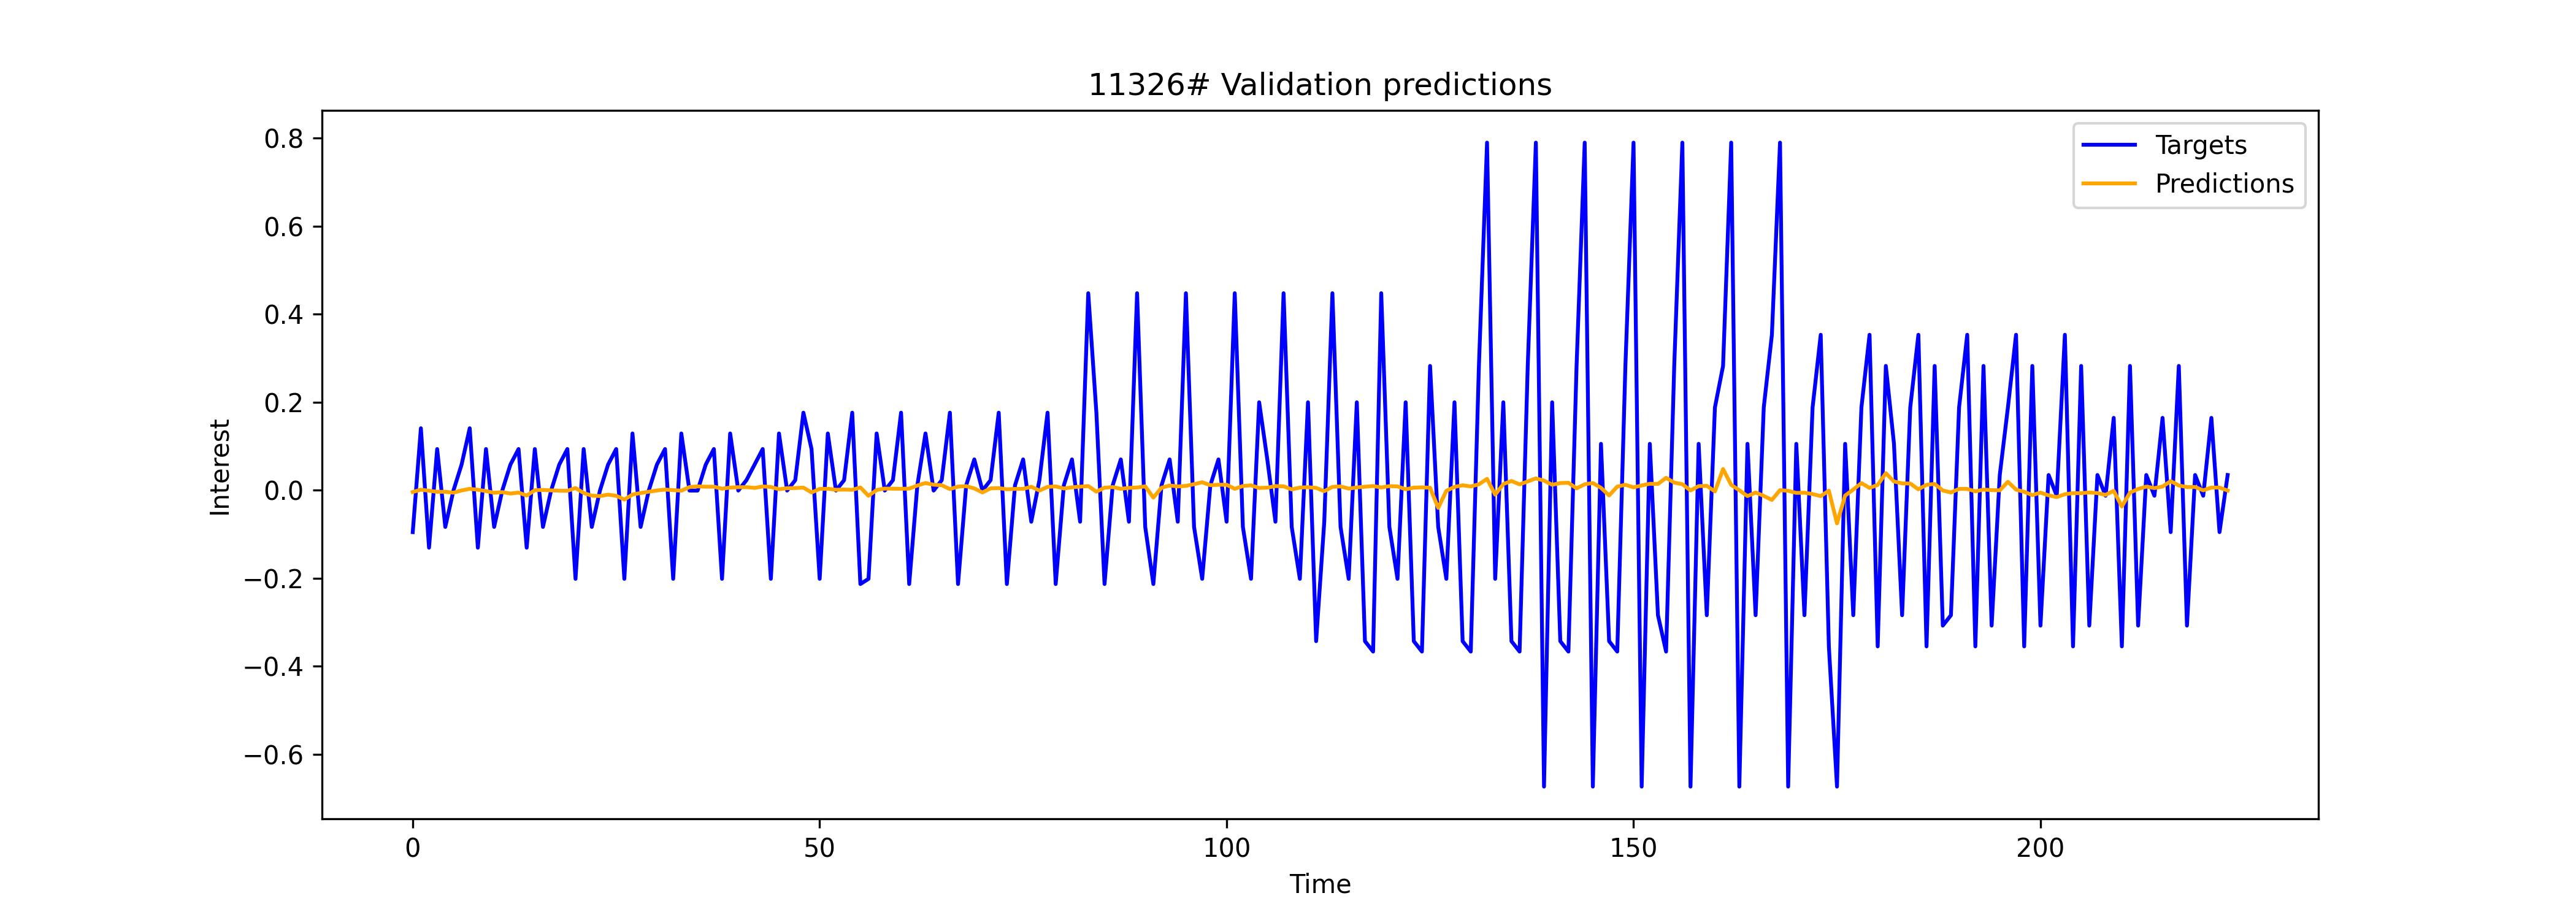 11326# Validation predictions
Targets
Predictions
Interest
0.8
0.6
0.4
0.2
0.0
−0.2
−0.4
−0.6
0 50 100 150 200
Time